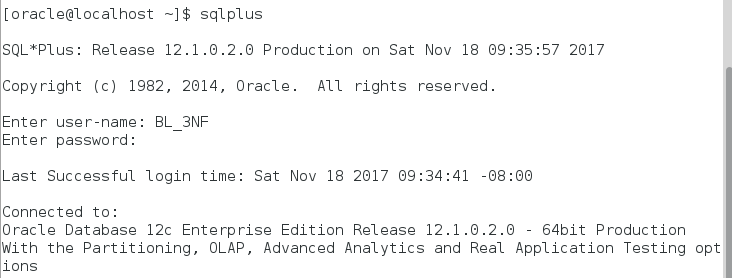 [oracle@localhost ~]$ sqlplus
SQL*Plus: Release 12.1.0.2.0 Production on Sat Nov 18 09:35:57 2017
Copyright (c) 1982, 2014, Oracle.  All rights reserved.
Enter user-name: BL_3NF
Enter password:
Last Successful login time: Sat Nov 18 2017 09:34:41 -08:00
Connected to:
Oracle Database 12c Enterprise Edition Release 12.1.0.2.0 - 64bit Production
With the Partitioning, OLAP, Advanced Analytics and Real Application Testing opt
ions